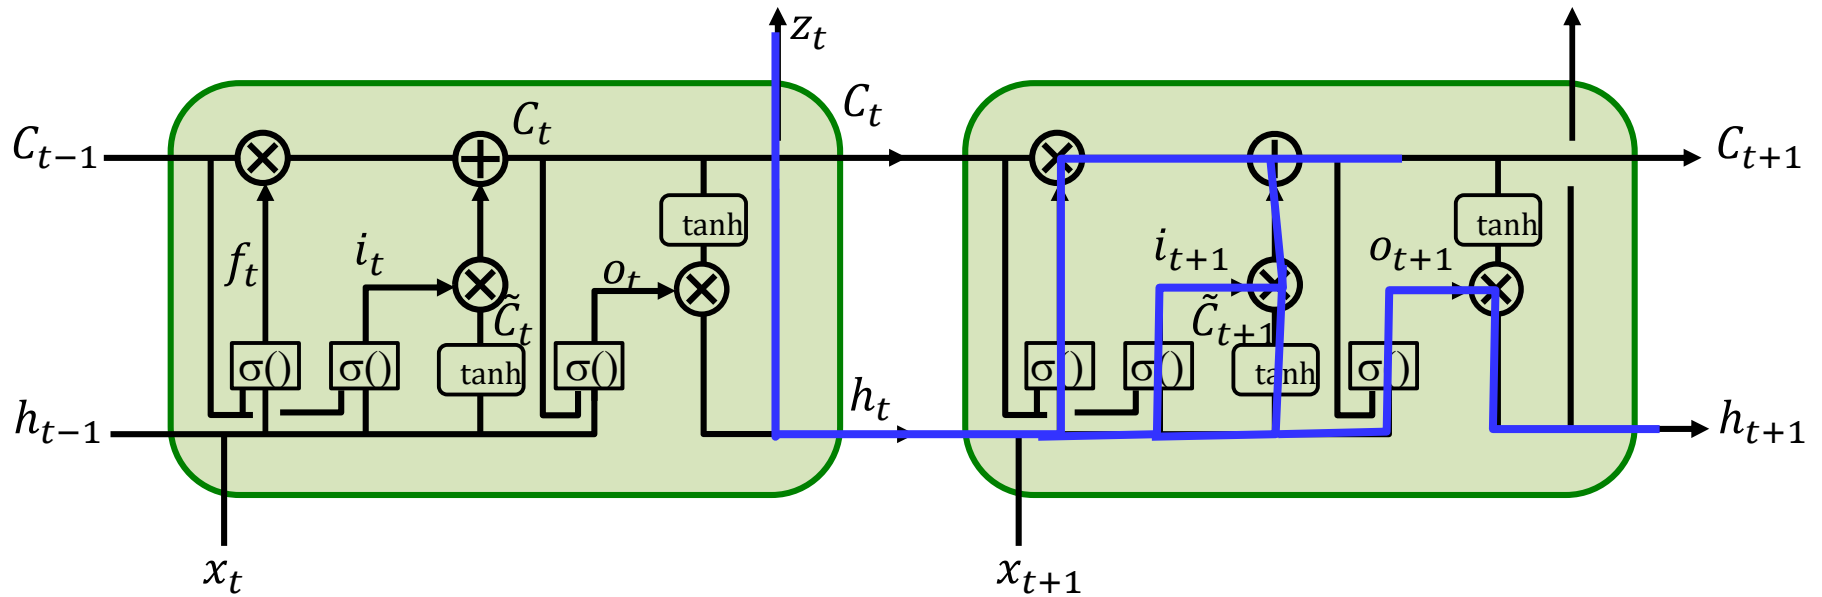 z_t
C_{t-1}
C_t
C_t
C_{t+1}
f_t
i_t
o_t
tanh
C̃_t
σ()
σ()
tanh
σ()
h_{t-1}
h_t
x_t
i_{t+1}
o_{t+1}
tanh
C̃_{t+1}
σ()
σ()
tanh
σ()
h_{t+1}
x_{t+1}